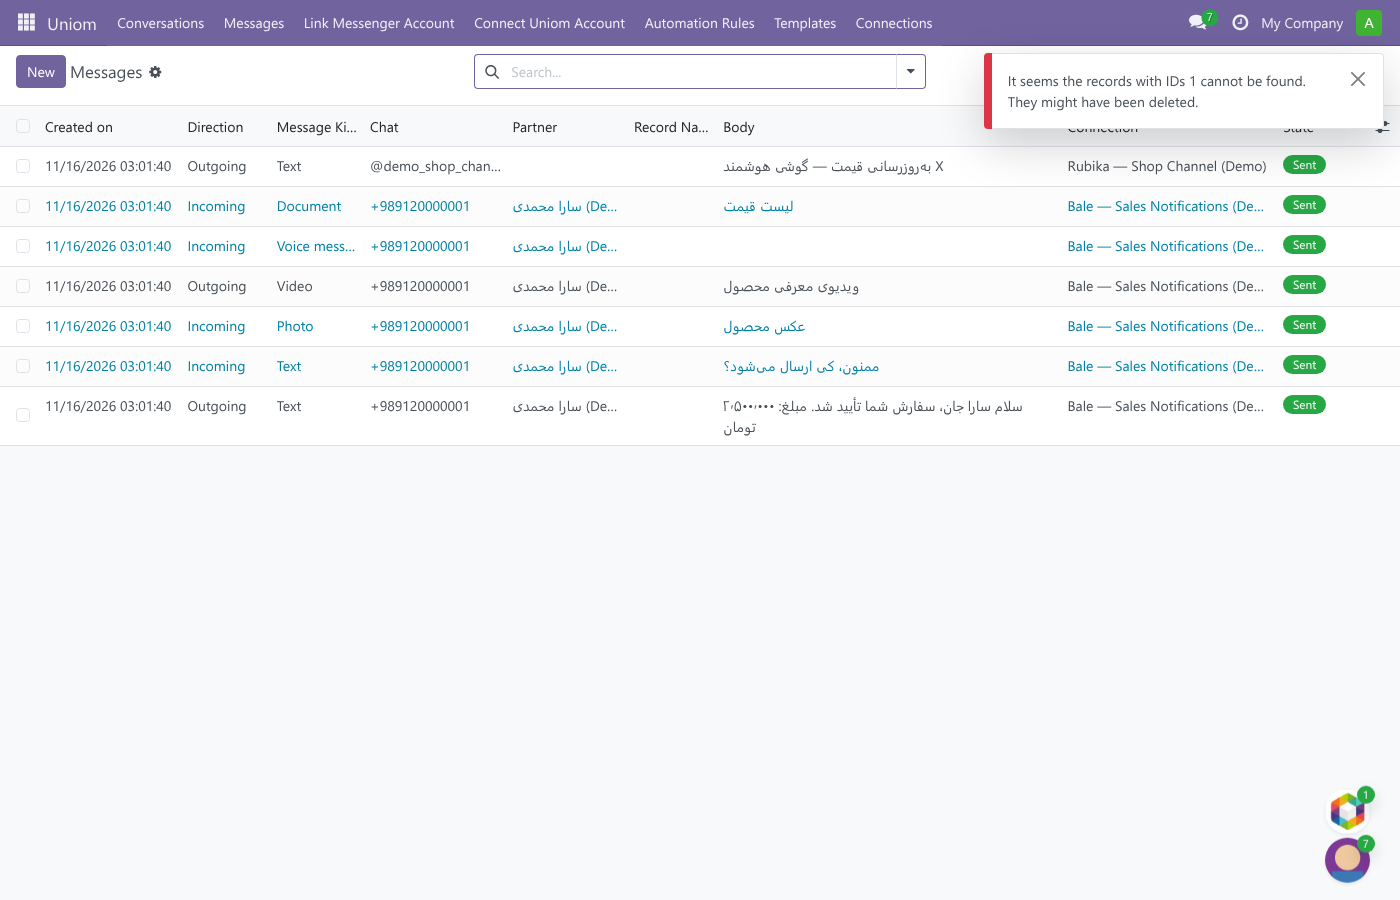 Uniom Conversations Messages Link Messenger Account Connect Uniom Account Automation Rules Templates Connections 7 My Company A
New Messages Search...
It seems the records with IDs 1 cannot be found.
They might have been deleted.
Created on Direction Message Ki... Chat Partner Record Na... Body Connection State
11/16/2026 03:01:40 Outgoing Text @demo_shop_chan... به‌روزرسانی قیمت — گوشی هوشمند X Rubika — Shop Channel (Demo) Sent
11/16/2026 03:01:40 Incoming Document +989120000001 سارا محمدی (De... لیست قیمت Bale — Sales Notifications (De... Sent
11/16/2026 03:01:40 Incoming Voice mess... +989120000001 سارا محمدی (De... Bale — Sales Notifications (De... Sent
11/16/2026 03:01:40 Outgoing Video +989120000001 سارا محمدی (De... ویدیوی معرفی محصول Bale — Sales Notifications (De... Sent
11/16/2026 03:01:40 Incoming Photo +989120000001 سارا محمدی (De... عکس محصول Bale — Sales Notifications (De... Sent
11/16/2026 03:01:40 Incoming Text +989120000001 سارا محمدی (De... ممنون، کی ارسال می‌شود؟ Bale — Sales Notifications (De... Sent
11/16/2026 03:01:40 Outgoing Text +989120000001 سارا محمدی (De... سلام سارا جان، سفارش شما تأیید شد. مبلغ: ۲٬۵۰۰٬۰۰۰ Bale — Sales Notifications (De... Sent
تومان
1
7